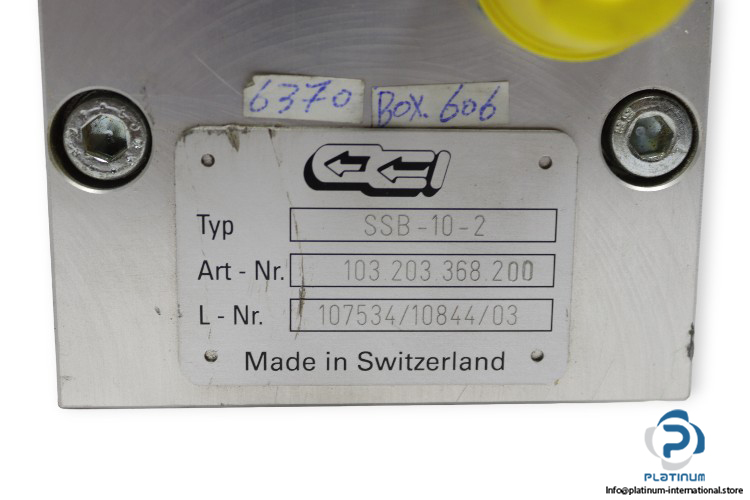 6370
BOX. 606
Typ SSB-10-2
Art - Nr. 103 203 368 200
L - Nr. 107534/10844/03
Made in Switzerland
PLATINUM
Info@platinum-international.store